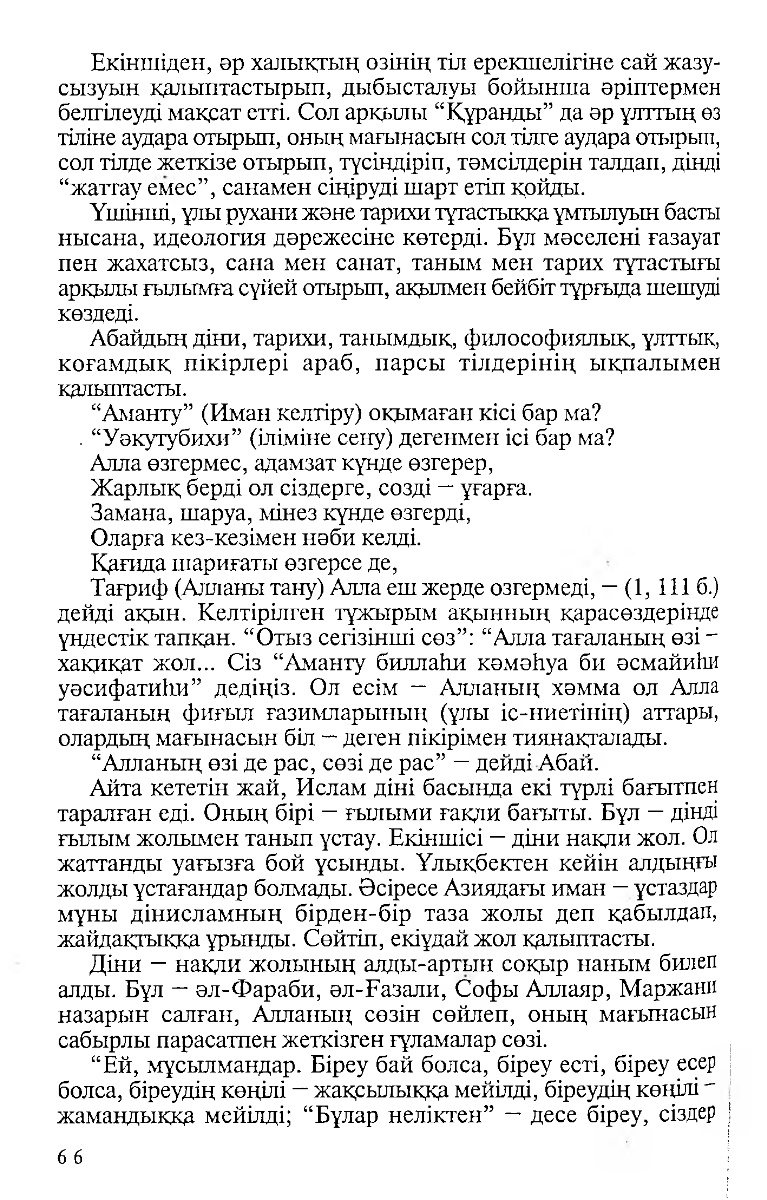 Екіншіден, әр халықтың озінің тіл ерекшелігіне сай жазу-
сызуын қалыптастырып, дыбысталуы бойынша әріптермен
белгілеуді мақсат етті. Сол арқылы “Құранды” да әр ұлттың өз
тіліне аудара отырып, оның мағынасын сол тілге аудара отырып,
сол тілде жеткізе отырып, түсіндіріп, тәмсілдерін талдап, дінді
“жаттау емес”, санамен сіңіруді шарт етіп қойды.
Үшінші, ұлы рухани және тарихи тұтастыққа ұмтылуын басты
нысана, идеология дәрежесіне көтерді. Бұл мәселені ғазауат
пен жахатсыз, сана мен санат, таным мен тарих тұтастығы
арқылы ғылымға сүйей отырып, ақылмен бейбіт тұрғыда шешуді
көздеді.
Абайдың діни, тарихи, танымдық, философиялық, ұлттық,
коғамдық пікірлері араб, парсы тілдерінің ықпалымен
қалыптасты.
“Аманту” (Иман келтіру) оқымаған кісі бар ма?
. “Уәкутубихи” (іліміне сену) дегенмен ісі бар ма?
Алла өзгермес, адамзат күнде өзгерер,
Жарлық берді ол сіздерге, созді — ұғарға.
Замана, шаруа, мінез күнде өзгерді,
Оларға кез-кезімен нәби келді.
Қағида шариғаты өзгерсе де,
Тағриф (Алланы тану) Алла еш жерде озгермеді, — (1, 111 б.)
дейді ақын. Келтірілген тұжырым ақынның қарасөздерінде
үндестік тапқан. “Отыз сегізінші сөз”: “Алла тағаланың өзі -
хақиқат жол... Сіз “Аманту биллаһи кәмәһуа би әсмайиһи
уәсифатиһи” дедіңіз. Ол есім — Алланың хәмма ол Алла
тағаланың фиғыл ғазимларының (ұлы іс-ниетінің) аттары,
олардың мағынасын біл — деген пікірімен тиянақталады.
“Алланың өзі де рас, сөзі де рас” — дейді Абай.
Айта кететін жай, Ислам діні басында екі түрлі бағытпен
таралған еді. Оның бірі — ғылыми ғақли бағыты. Бұл — дінді
ғылым жолымен танып ұстау. Екіншісі — діни нақли жол. Ол
жаттанды уағызға бой ұсынды. Ұлықбектен кейін алдыңғы
жолды ұстағандар болмады. Әсіресе Азиядағы иман — ұстаздар
мұны дінисламның бірден-бір таза жолы деп қабылдап,
жайдақтыққа ұрынды. Сөйтіп, екіұдай жол қалыптасты.
Діни — нақли жолының алды-артын соқыр наным билеп
алды. Бұл — әл-Фараби, әл-Ғазали, Софы Аллаяр, Маржани
назарын салған, Алланың сөзін сөйлеп, оның мағынасын
сабырлы парасатпен жеткізген ғұламалар сөзі.
“Ей, мұсылмандар. Біреу бай болса, біреу есті, біреу есер
болса, біреудің көңілі — жақсылыққа мейілді, біреудің көңілі -
жамандыққа мейілді; “Бұлар неліктен” — десе біреу, сіздер
66